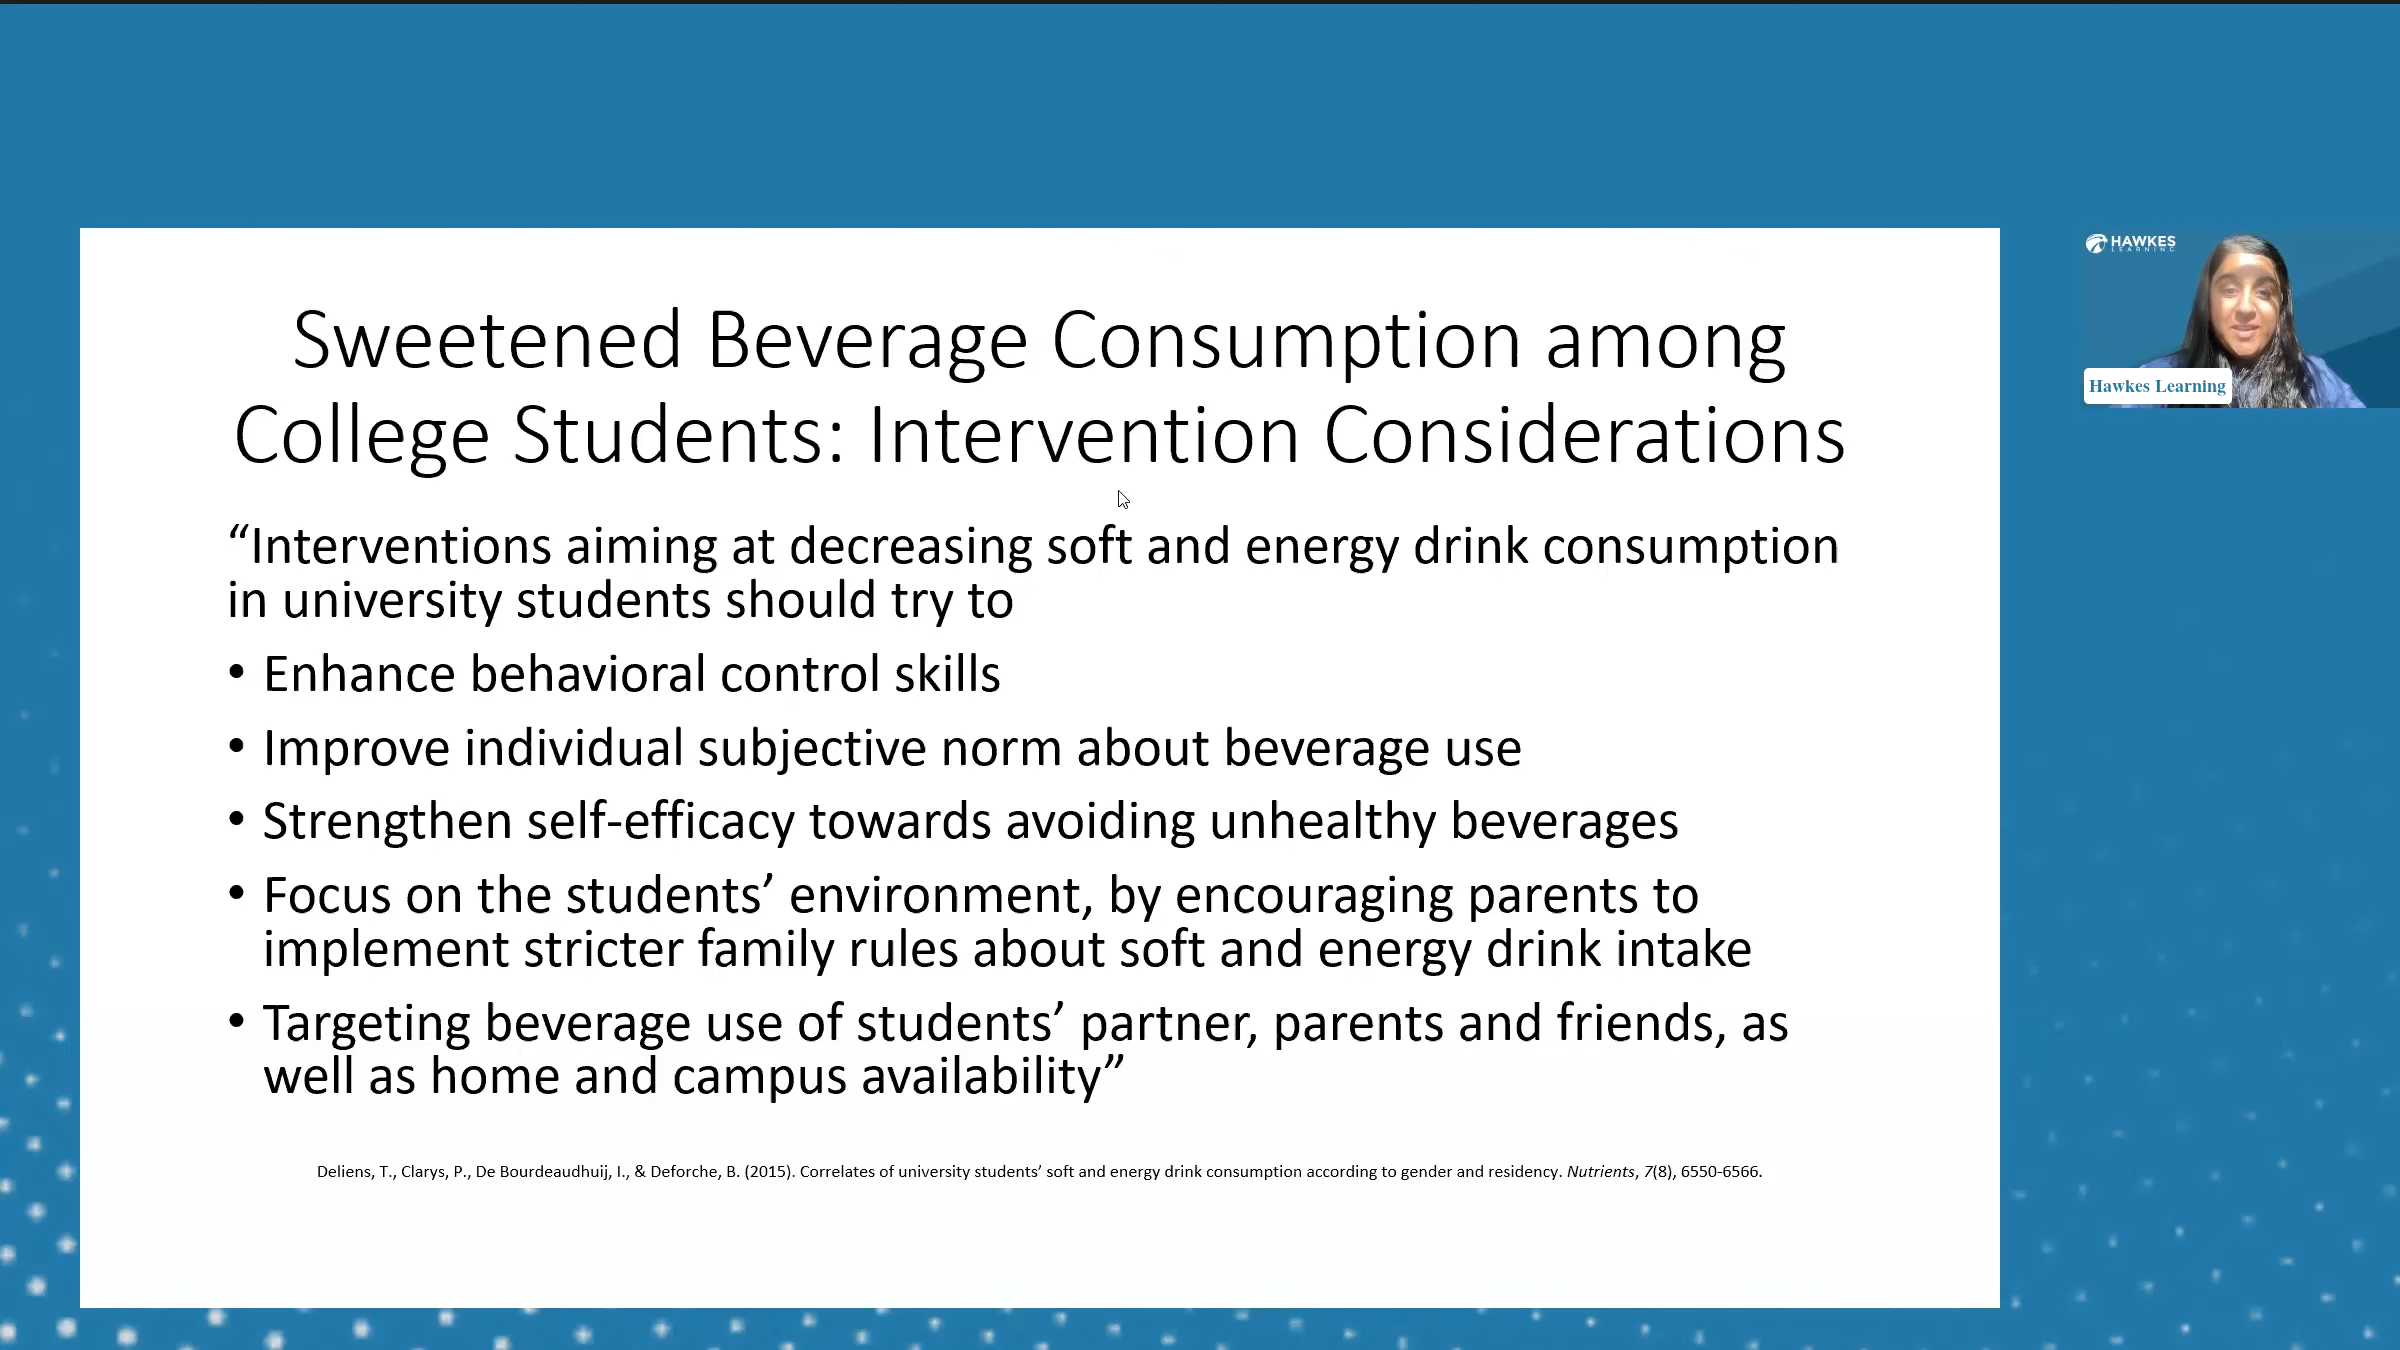 Sweetened Beverage Consumption among
College Students: Intervention Considerations
“Interventions aiming at decreasing soft and energy drink consumption
in university students should try to
• Enhance behavioral control skills
• Improve individual subjective norm about beverage use
• Strengthen self-efficacy towards avoiding unhealthy beverages
• Focus on the students’ environment, by encouraging parents to
implement stricter family rules about soft and energy drink intake
• Targeting beverage use of students’ partner, parents and friends, as
well as home and campus availability”
Deliens, T., Clarys, P., De Bourdeaudhuij, I., & Deforche, B. (2015). Correlates of university students’ soft and energy drink consumption according to gender and residency. Nutrients, 7(8), 6550-6566.
HAWKES
LEARNING
Hawkes Learning